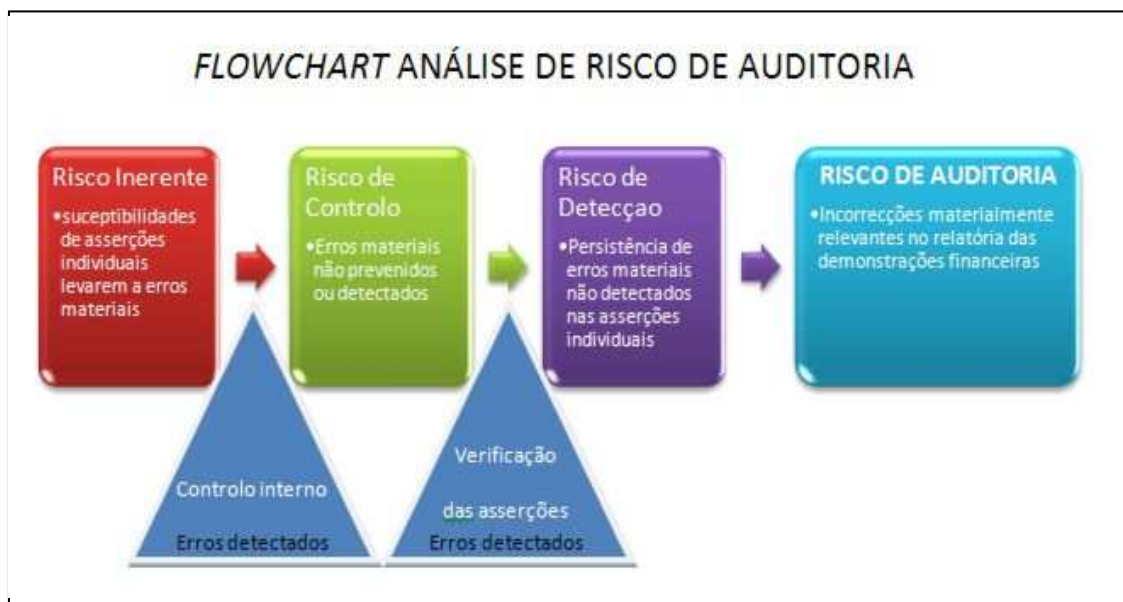 FLOWCHART ANÁLISE DE RISCO DE AUDITORIA
Risco Inerente
•suceptibilidades
de asserções
individuais
levarem a erros
materiais
Risco de
Controlo
•Erros materiais
não prevenidos
ou detectados
Risco de
Detecçao
•Persistência de
erros materiais
não detectados
nas asserções
individuais
RISCO DE AUDITORIA
•Incorrecções materialmente
relevantes no relatória das
demonstrações financeiras
Controlo interno
Erros detectados
Verificação
das asserções
Erros detectados